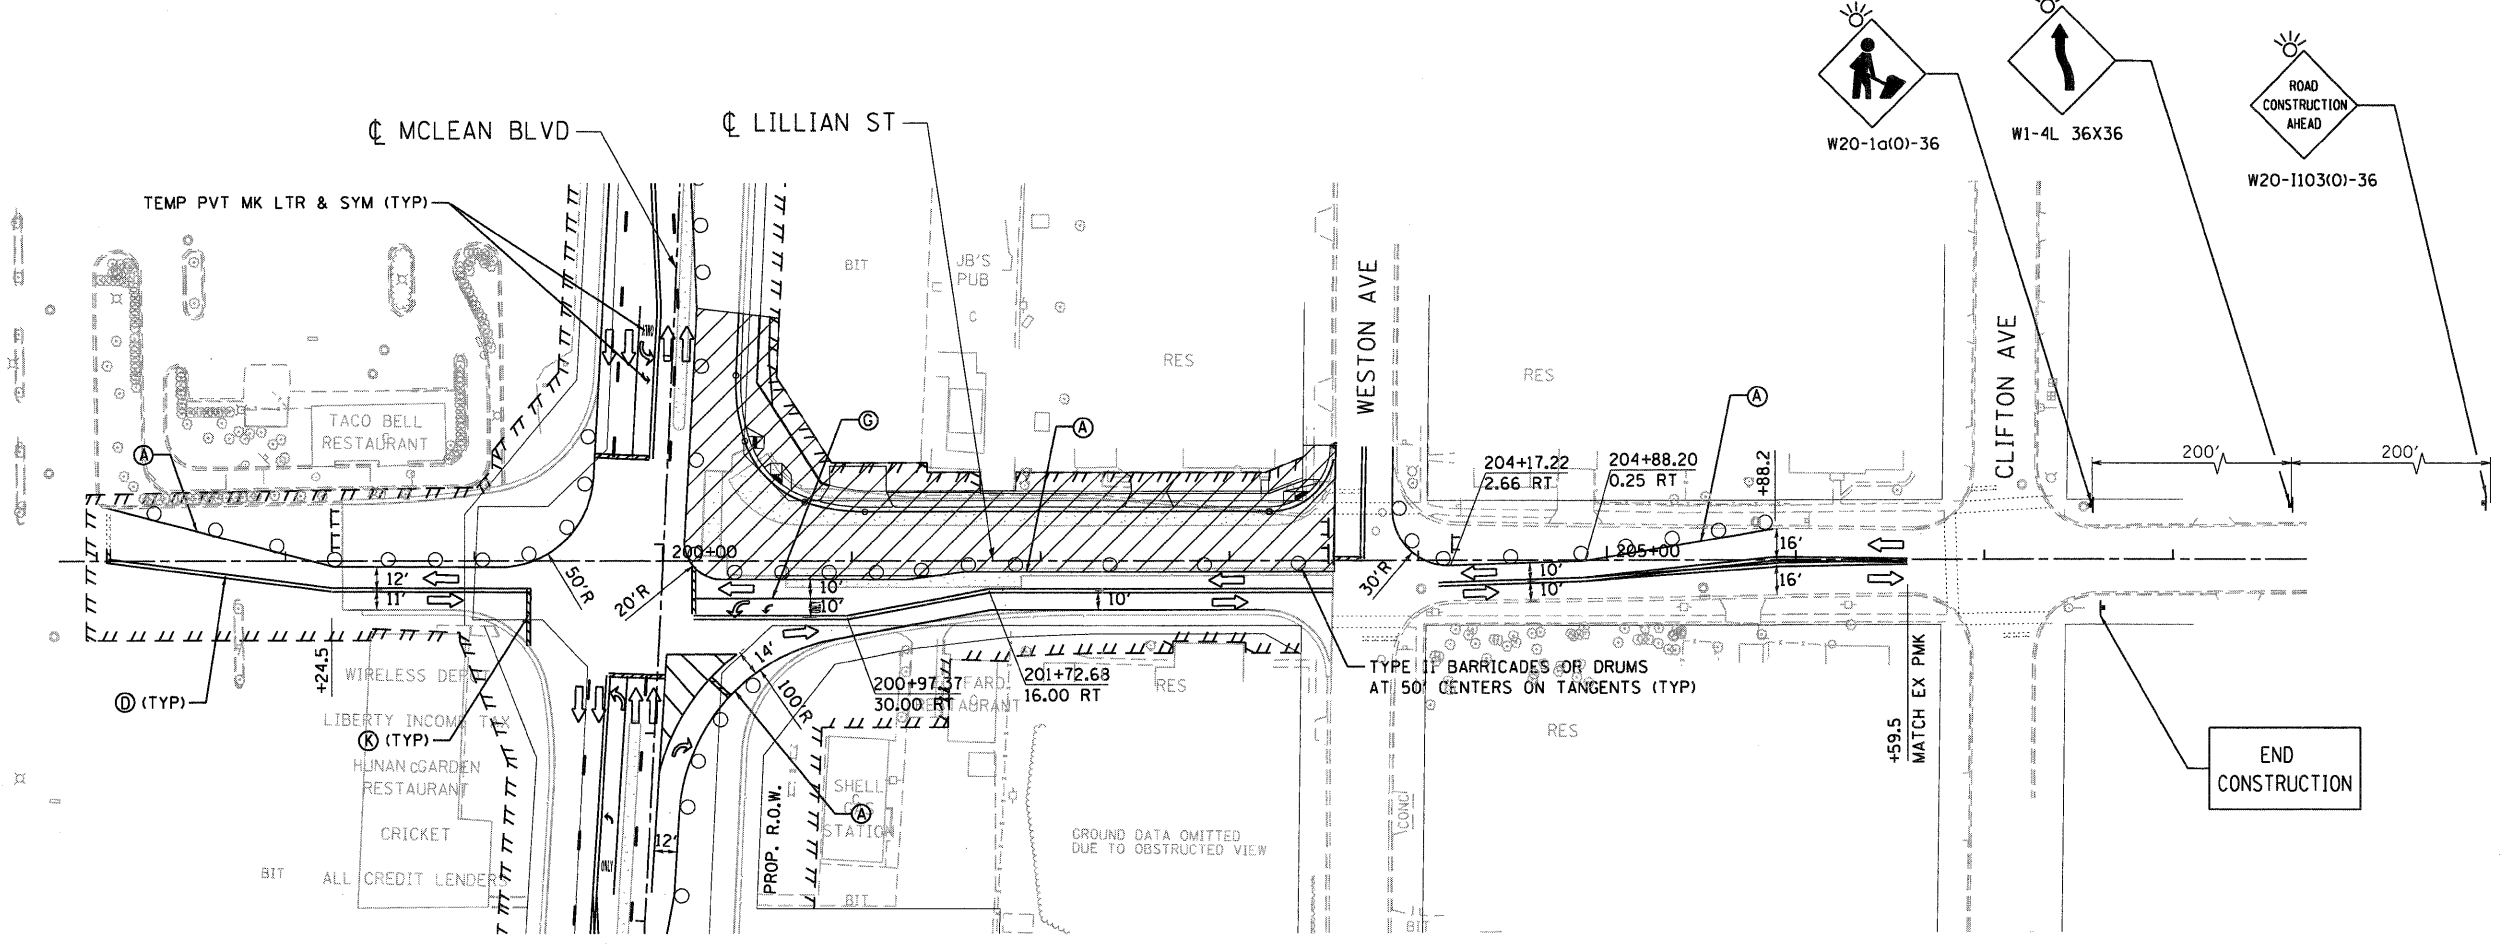 ℄ MCLEAN BLVD
℄ LILLIAN ST
TEMP PVT MK LTR & SYM (TYP)
W20-1a(O)-36
W1-4L 36X36
ROAD
CONSTRUCTION
AHEAD
W20-I103(O)-36
BIT
JB'S
PUB
C
RES
WESTON AVE
RES
CLIFTON AVE
TACO BELL
RESTAURANT
A
G
A
A
204+17.22
2.66 RT
204+88.20
0.25 RT
+88.2
200'
200'
200+00
205+00
12'
11'
50'R
20'R
10'
10'
10'
30'R
10'
10'
16'
16'
ONLY
+24.5
WIRELESS
D (TYP)
LIBERTY INCOME TAX
K (TYP)
HUNAN GARDEN
RESTAURANT
CRICKET
ALL CREDIT LENDERS
BIT
14'
100'R
200+97.37
30.00 RT
201+72.68
16.00 RT
RESTAURANT
RES
TYPE II BARRICADES OR DRUMS
AT 50' CENTERS ON TANGENTS (TYP)
RES
+59.5
MATCH EX PMK
END
CONSTRUCTION
SHELL
GAS
STATION
A
12'
ONLY
PROP. R.O.W.
BIT
GROUND DATA OMITTED
DUE TO OBSTRUCTED VIEW
CONC
BIT
P